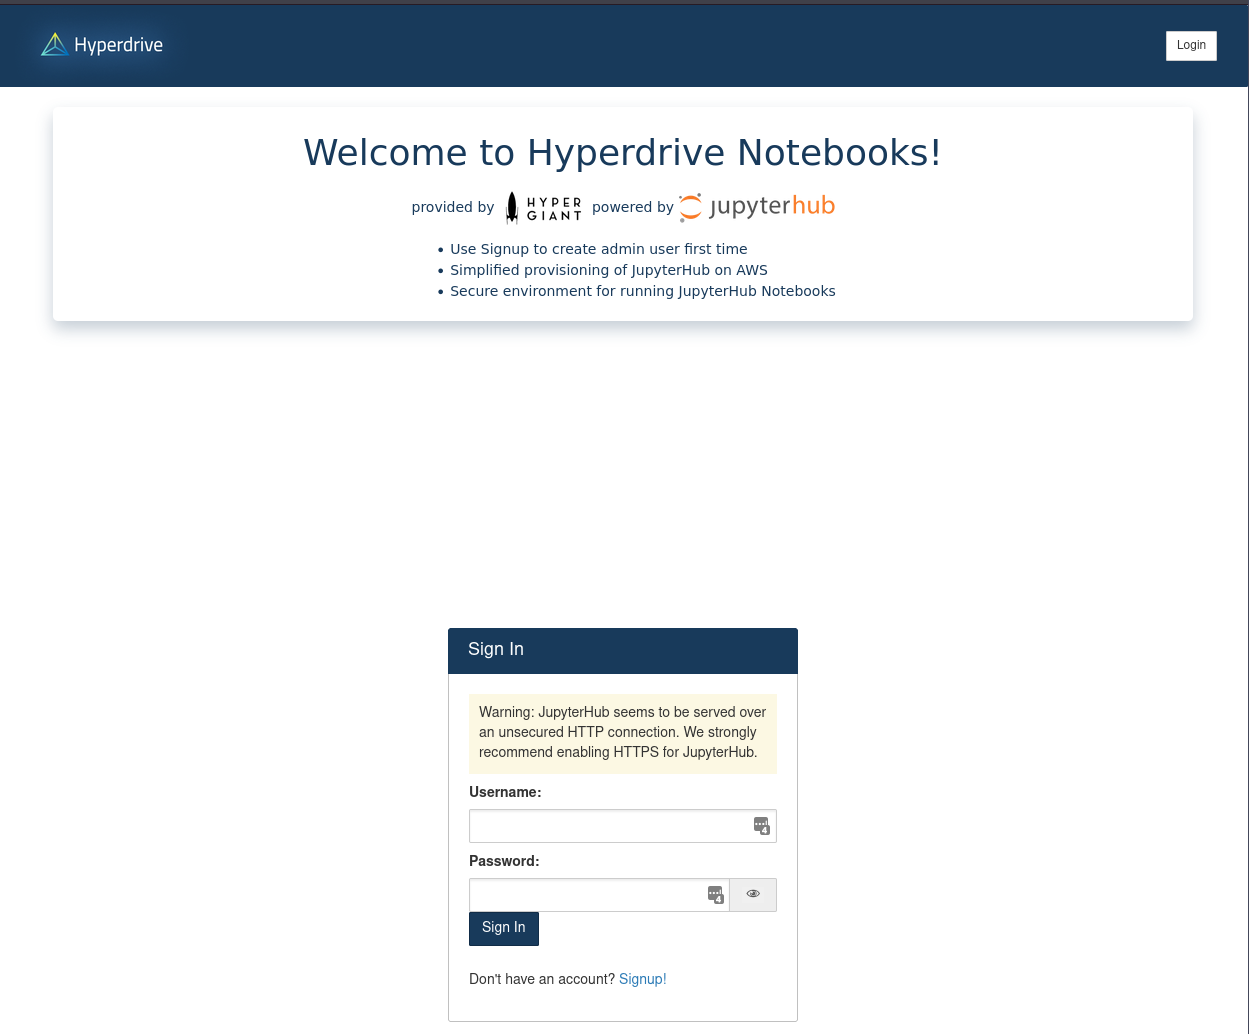 Hyperdrive
Login
Welcome to Hyperdrive Notebooks!
provided by HYPER GIANT powered by jupyterhub
• Use Signup to create admin user first time
• Simplified provisioning of JupyterHub on AWS
• Secure environment for running JupyterHub Notebooks
Sign In
Warning: JupyterHub seems to be served over
an unsecured HTTP connection. We strongly
recommend enabling HTTPS for JupyterHub.
Username:
4
Password:
4
Sign In
Don't have an account? Signup!